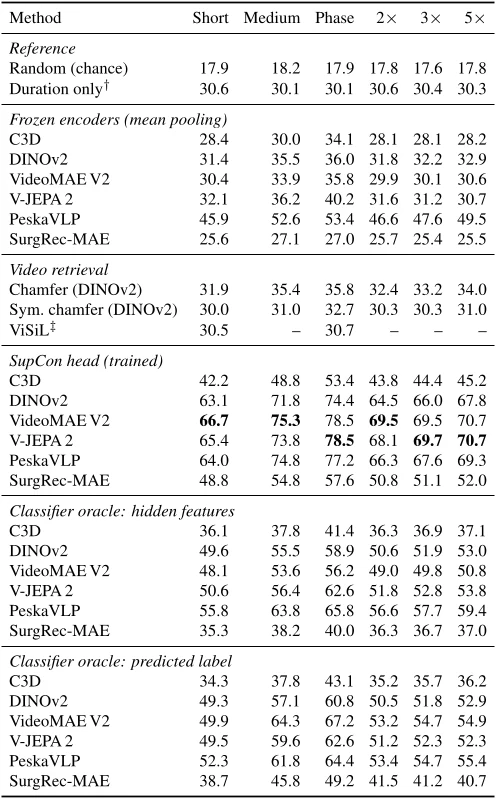 Method Short Medium Phase 2× 3× 5×
Reference
Random (chance) 17.9 18.2 17.9 17.8 17.6 17.8
Duration only† 30.6 30.1 30.1 30.6 30.4 30.3
Frozen encoders (mean pooling)
C3D 28.4 30.0 34.1 28.1 28.1 28.2
DINOv2 31.4 35.5 36.0 31.8 32.2 32.9
VideoMAE V2 30.4 33.9 35.8 29.9 30.1 30.6
V-JEPA 2 32.1 36.2 40.2 31.6 31.2 30.7
PeskaVLP 45.9 52.6 53.4 46.6 47.6 49.5
SurgRec-MAE 25.6 27.1 27.0 25.7 25.4 25.5
Video retrieval
Chamfer (DINOv2) 31.9 35.4 35.8 32.4 33.2 34.0
Sym. chamfer (DINOv2) 30.0 31.0 32.7 30.3 30.3 31.0
ViSiL‡ 30.5 – 30.7 – – –
SupCon head (trained)
C3D 42.2 48.8 53.4 43.8 44.4 45.2
DINOv2 63.1 71.8 74.4 64.5 66.0 67.8
VideoMAE V2 66.7 75.3 78.5 69.5 69.5 70.7
V-JEPA 2 65.4 73.8 78.5 68.1 69.7 70.7
PeskaVLP 64.0 74.8 77.2 66.3 67.6 69.3
SurgRec-MAE 48.8 54.8 57.6 50.8 51.1 52.0
Classifier oracle: hidden features
C3D 36.1 37.8 41.4 36.3 36.9 37.1
DINOv2 49.6 55.5 58.9 50.6 51.9 53.0
VideoMAE V2 48.1 53.6 56.2 49.0 49.8 50.8
V-JEPA 2 50.6 56.4 62.6 51.8 52.8 53.8
PeskaVLP 55.8 63.8 65.8 56.6 57.7 59.4
SurgRec-MAE 35.3 38.2 40.0 36.3 36.7 37.0
Classifier oracle: predicted label
C3D 34.3 37.8 43.1 35.2 35.7 36.2
DINOv2 49.3 57.1 60.8 50.5 51.8 52.9
VideoMAE V2 49.9 64.3 67.2 53.2 54.7 54.9
V-JEPA 2 49.5 59.6 62.6 51.2 52.3 52.3
PeskaVLP 52.3 61.8 64.4 53.4 54.7 55.4
SurgRec-MAE 38.7 45.8 49.2 41.5 41.2 40.7